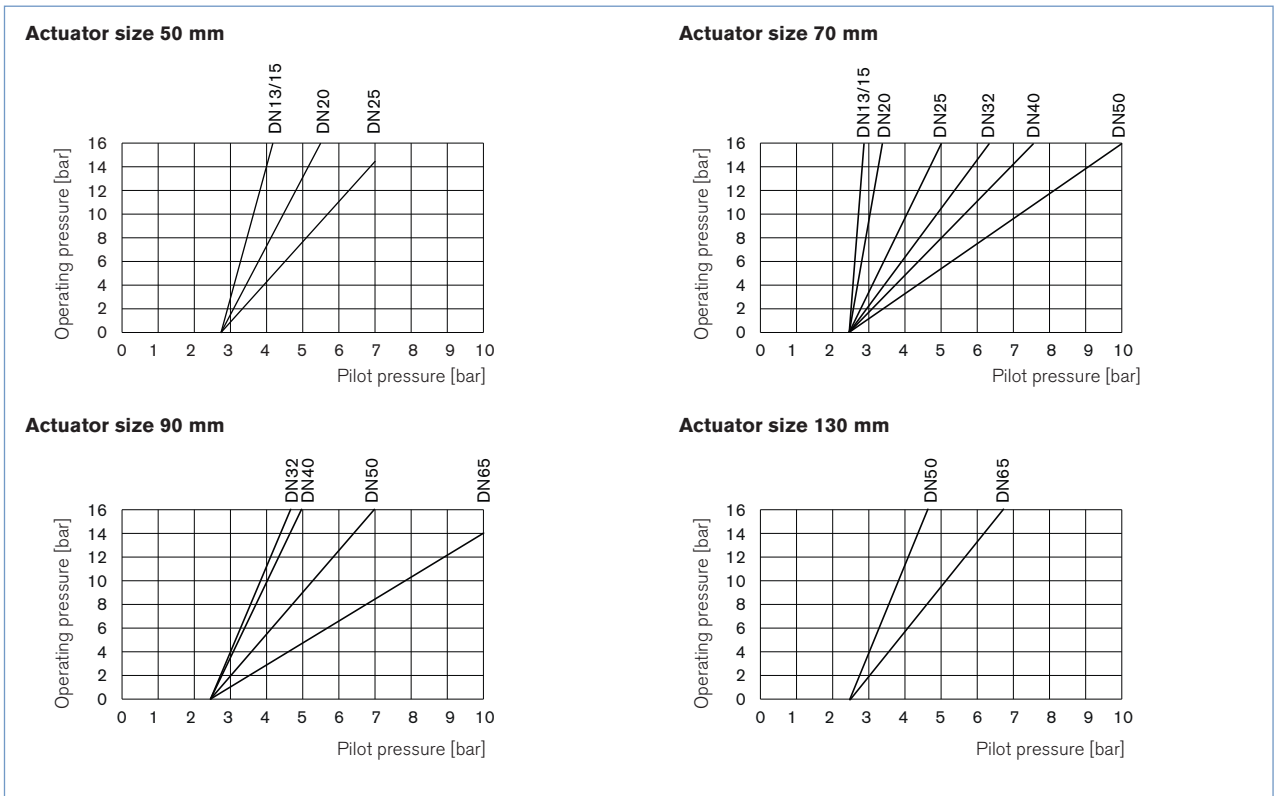 Actuator size 50 mm
DN13/15
DN20
DN25
Operating pressure [bar]
16
14
12
10
8
6
4
2
0
0 1 2 3 4 5 6 7 8 9 10
Pilot pressure [bar]
Actuator size 70 mm
DN13/15
DN20
DN25
DN32
DN40
DN50
Operating pressure [bar]
16
14
12
10
8
6
4
2
0
0 1 2 3 4 5 6 7 8 9 10
Pilot pressure [bar]
Actuator size 90 mm
DN32
DN40
DN50
DN65
Operating pressure [bar]
16
14
12
10
8
6
4
2
0
0 1 2 3 4 5 6 7 8 9 10
Pilot pressure [bar]
Actuator size 130 mm
DN50
DN65
Operating pressure [bar]
16
14
12
10
8
6
4
2
0
0 1 2 3 4 5 6 7 8 9 10
Pilot pressure [bar]